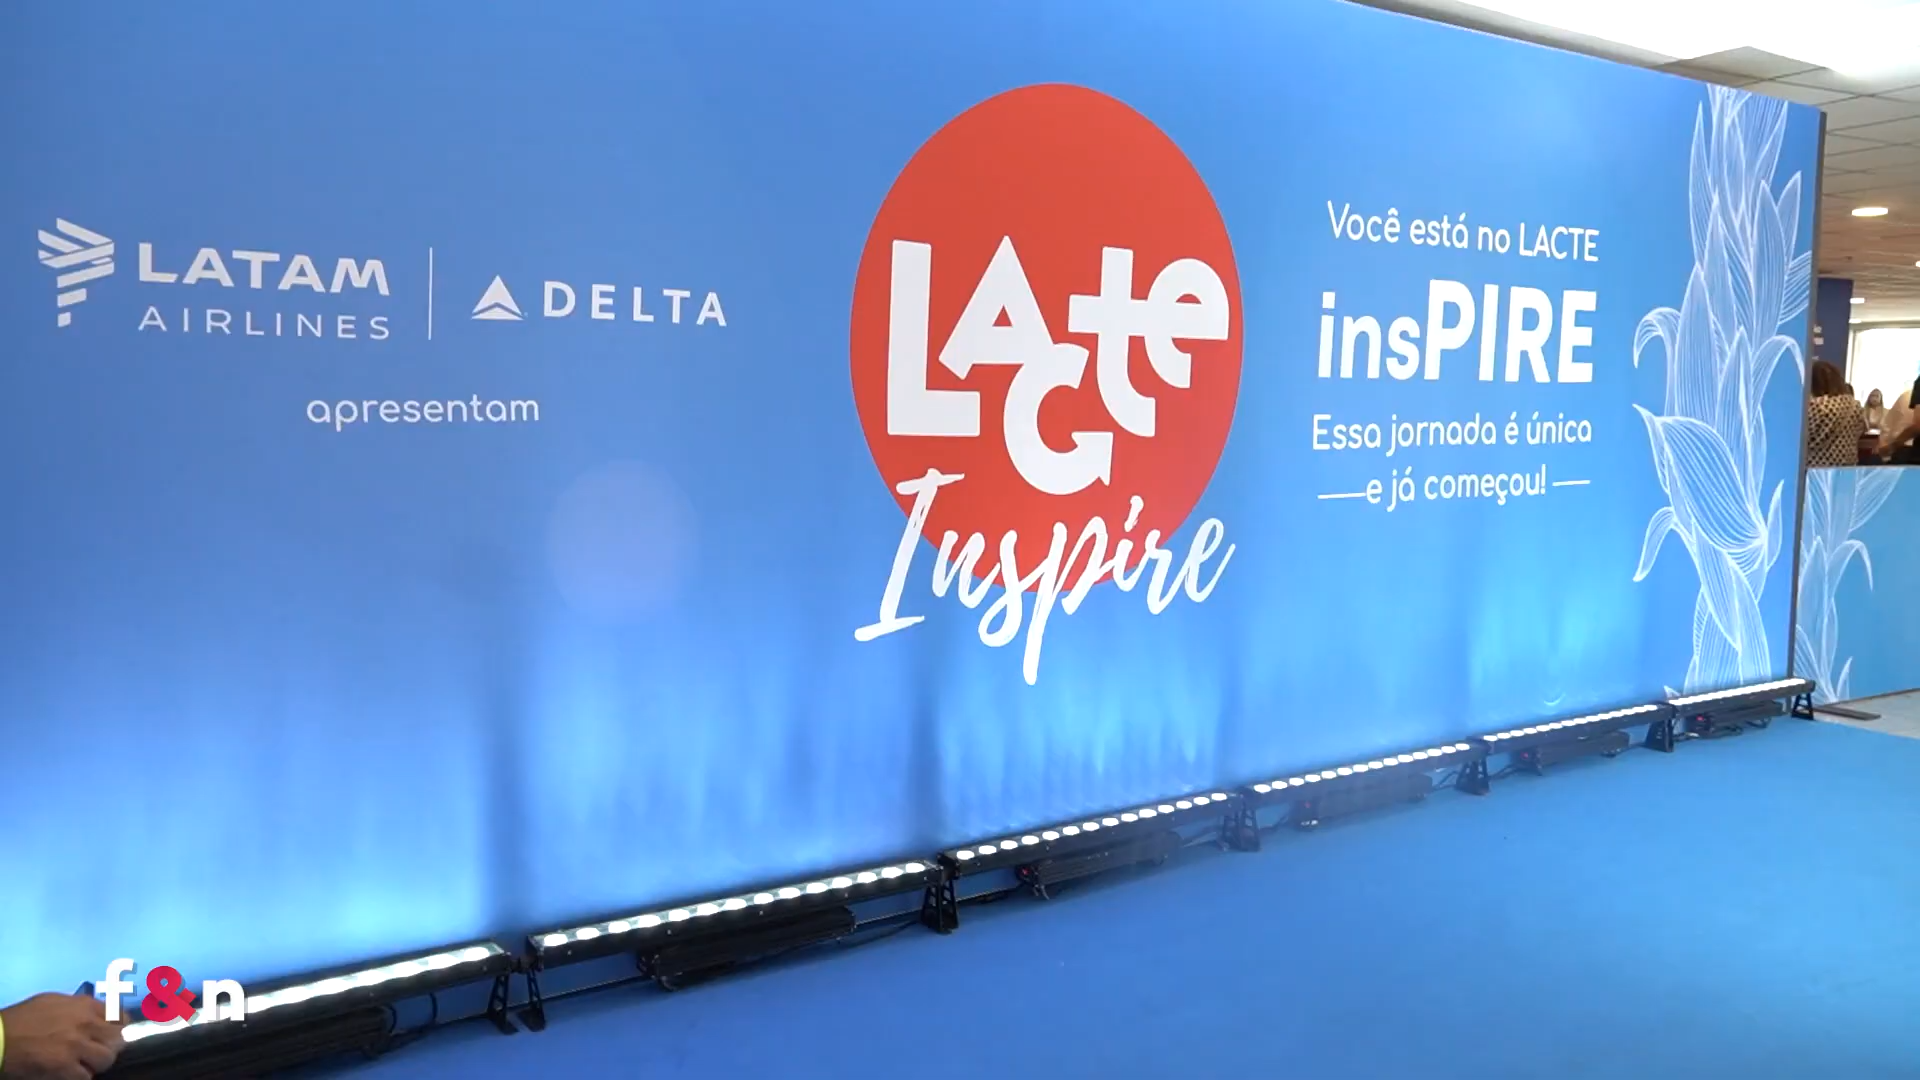 LATAM
AIRLINES
DELTA
apresentam
LACte
Inspire
Você está no LACTE
insPIRE
Essa jornada é única
e já começou!
f&n